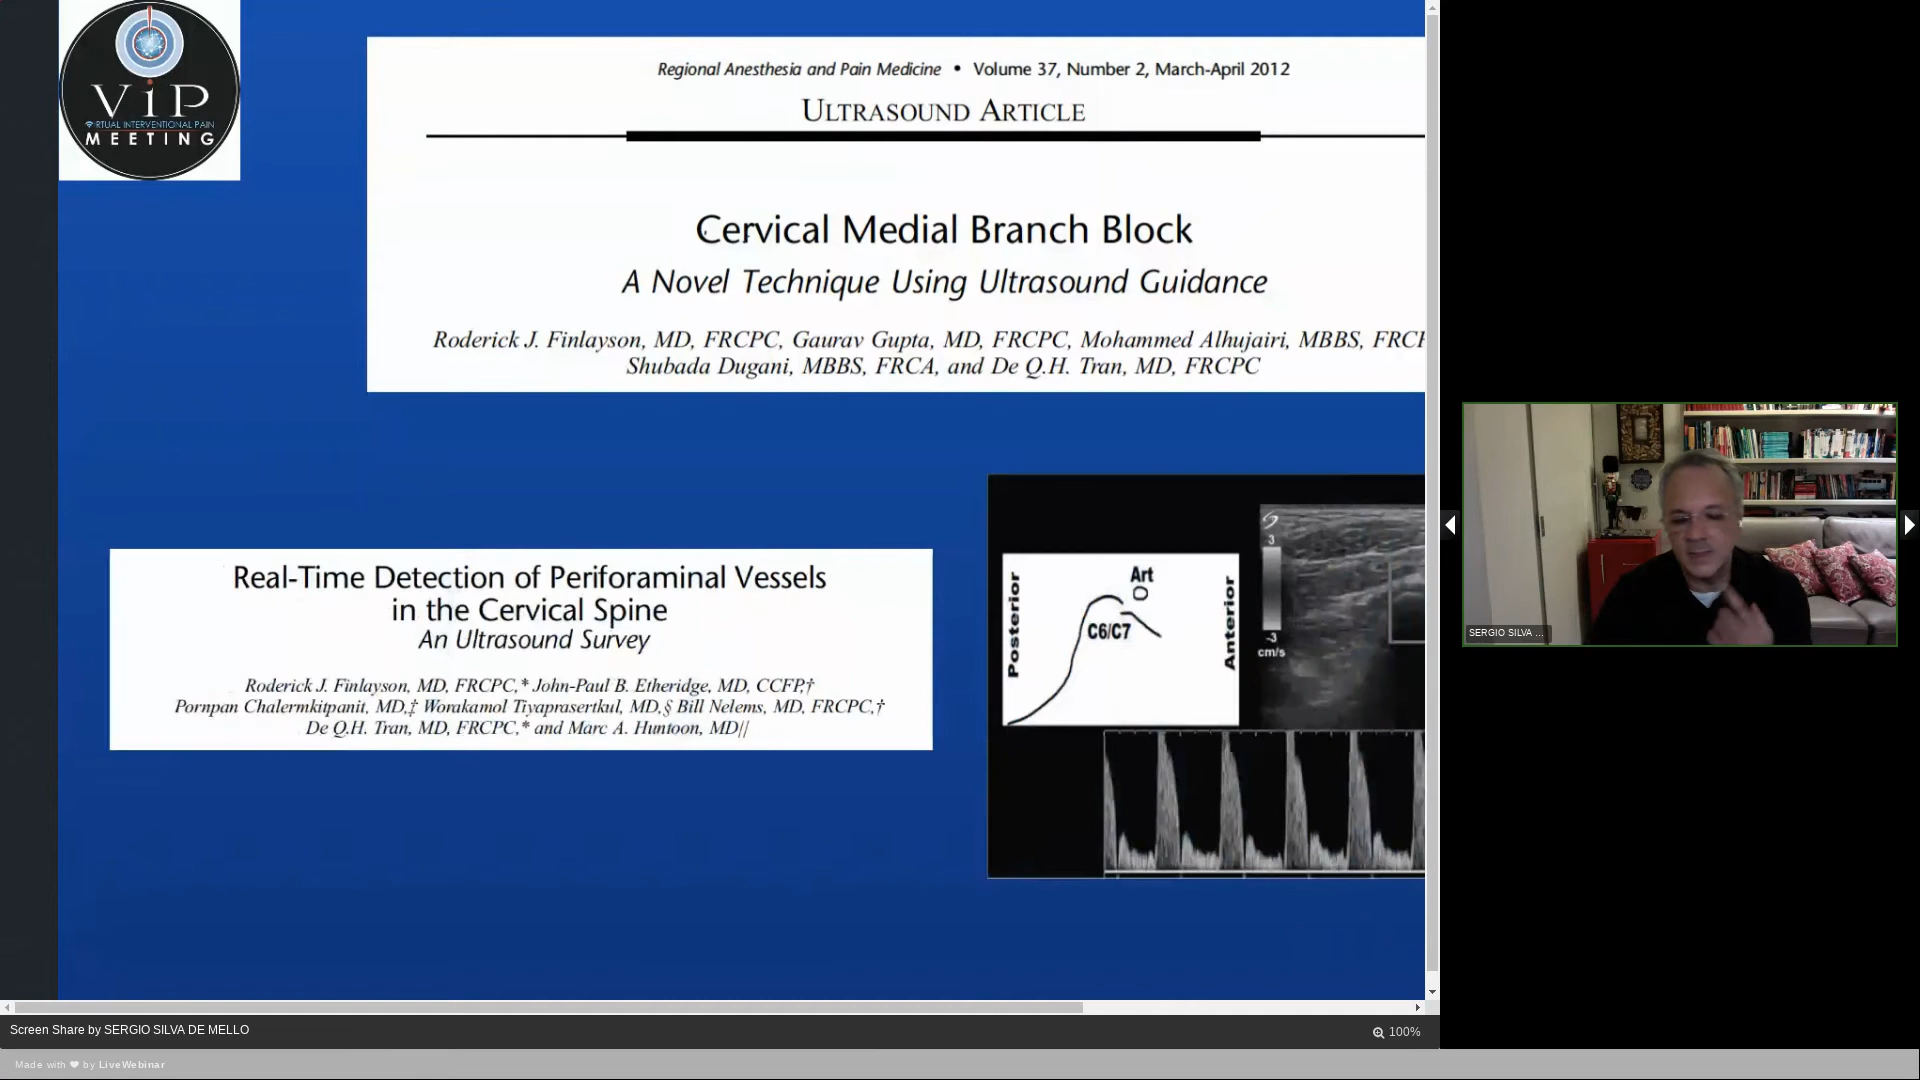 ViP
VIRTUAL INTERVENTIONAL PAIN
MEETING
Regional Anesthesia and Pain Medicine • Volume 37, Number 2, March-April 2012
ULTRASOUND ARTICLE
Cervical Medial Branch Block
A Novel Technique Using Ultrasound Guidance
Roderick J. Finlayson, MD, FRCPC, Gaurav Gupta, MD, FRCPC, Mohammed Alhujairi, MBBS,
Shubada Dugani, MBBS, FRCA, and De Q.H. Tran, MD, FRCPC
Real-Time Detection of Periforaminal Vessels
in the Cervical Spine
An Ultrasound Survey
Roderick J. Finlayson, MD, FRCPC,* John-Paul B. Etheridge, MD, CCFP,†
Pornpan Chalermkitpanit, MD,‡ Worakamol Tiyaprasertkul, MD,§ Bill Nelems, MD, FRCPC,†
De Q.H. Tran, MD, FRCPC,* and Marc A. Huntoon, MD||
Posterior
Art
C6/C7
Anterior
3
-3
cm/s
SERGIO SILVA ...
Screen Share by SERGIO SILVA DE MELLO
100%
Made with ♥ by LiveWebinar